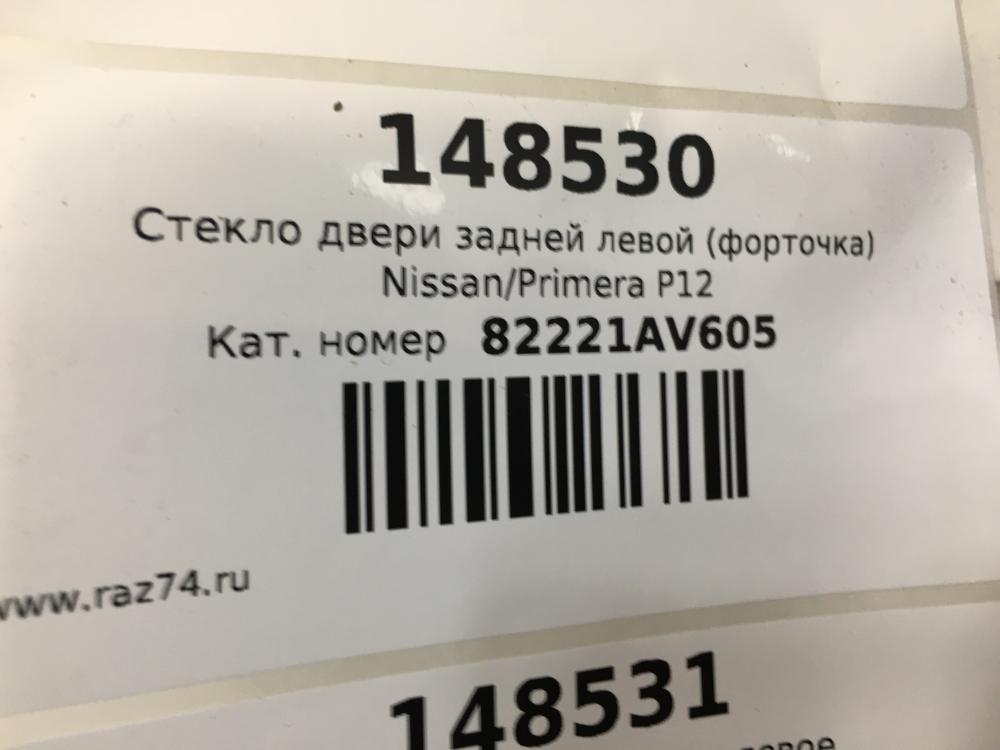 148530
Стекло двери задней левой (форточка)
Nissan/Primera P12
Кат. номер 82221AV605
www.raz74.ru
148531